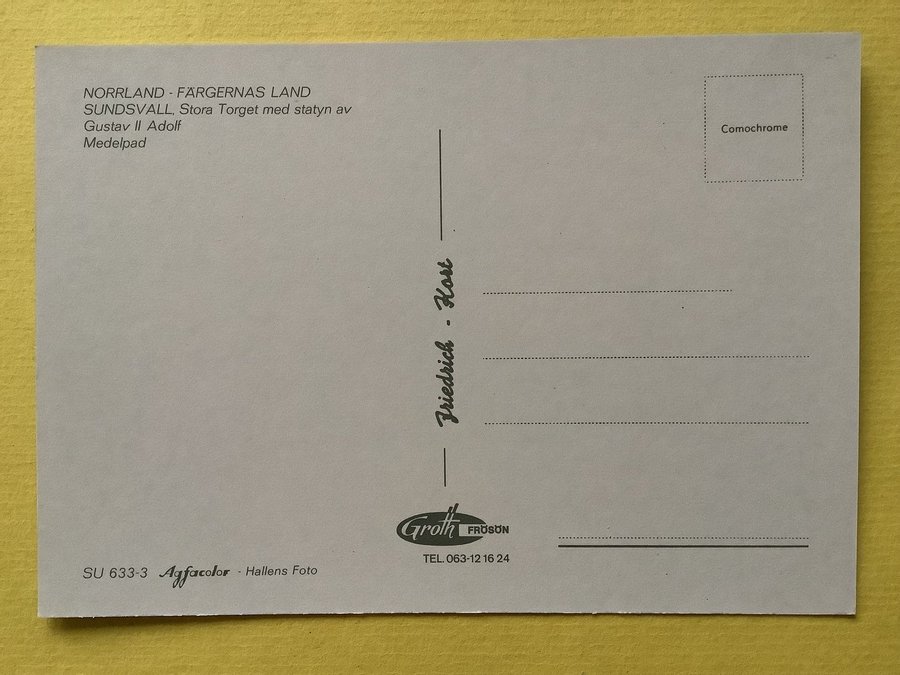 NORRLAND - FÄRGERNAS LAND
SUNDSVALL, Stora Torget med statyn av
Gustav II Adolf
Medelpad
Comochrome
Friedrich - Kort
Groth FRÖSÖN
TEL. 063-12 16 24
SU 633-3 Agfacolor - Hallens Foto